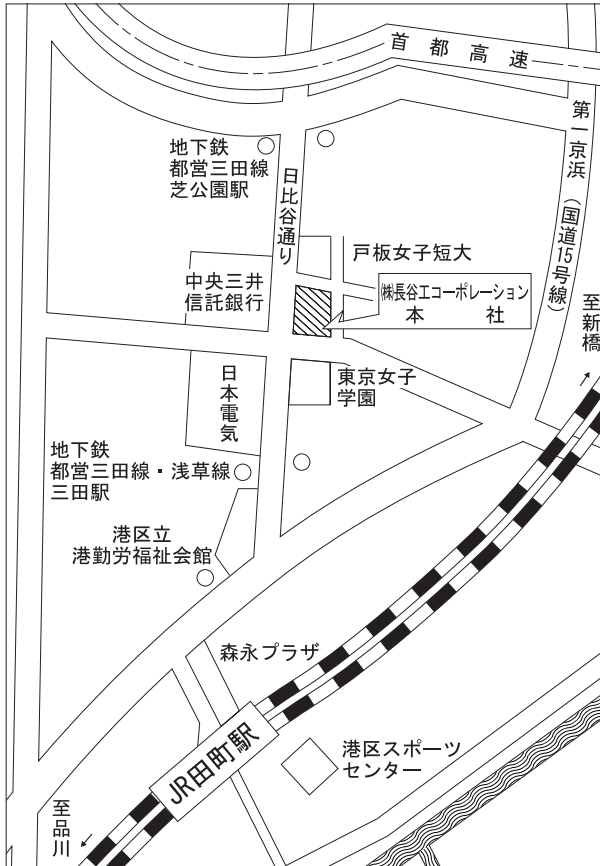 首都高速
第一京浜（国道15号線）
地下鉄
都営三田線
芝公園駅
日比谷通り
戸板女子短大
中央三井
信託銀行
㈱長谷工コーポレーション
本社
至新橋
東京女子
学園
日本電気
地下鉄
都営三田線・浅草線
三田駅
港区立
港勤労福祉会館
森永プラザ
JR田町駅
港区スポーツ
センター
至品川